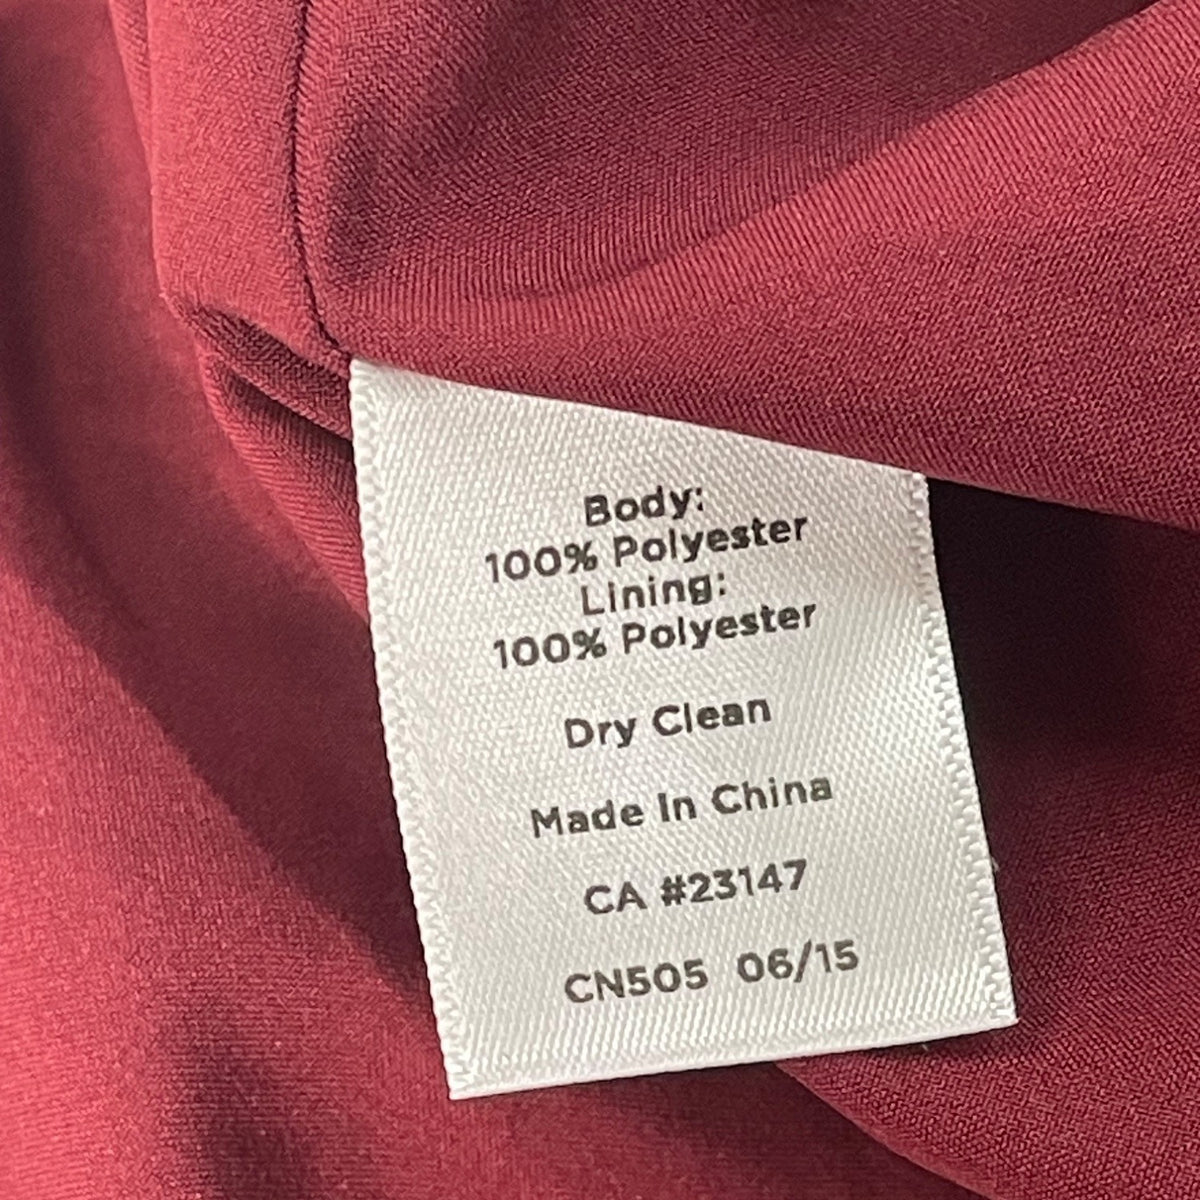 Body:
100% Polyester
Lining:
100% Polyester
Dry Clean
Made In China
CA #23147
CN505 06/15